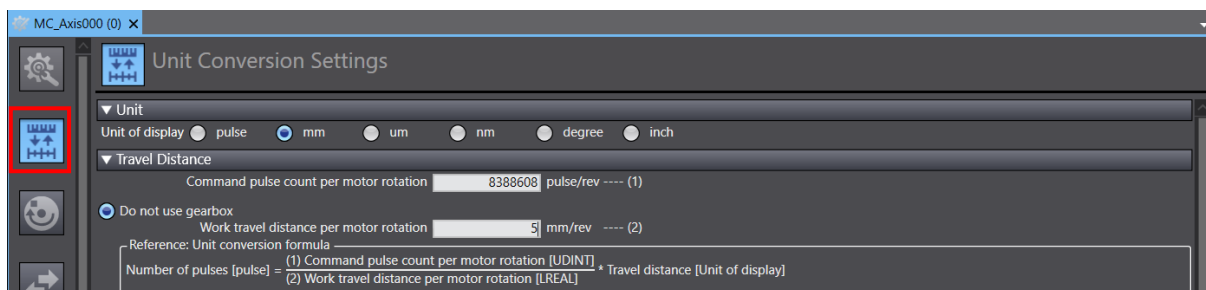 MC_Axis000 (0)
Unit Conversion Settings
▼ Unit
Unit of display pulse mm um nm degree inch
▼ Travel Distance
Command pulse count per motor rotation 8388608 pulse/rev ---- (1)
Do not use gearbox
Work travel distance per motor rotation 5 mm/rev ---- (2)
Reference: Unit conversion formula
(1) Command pulse count per motor rotation [UDINT]
Number of pulses [pulse] = * Travel distance [Unit of display]
(2) Work travel distance per motor rotation [LREAL]